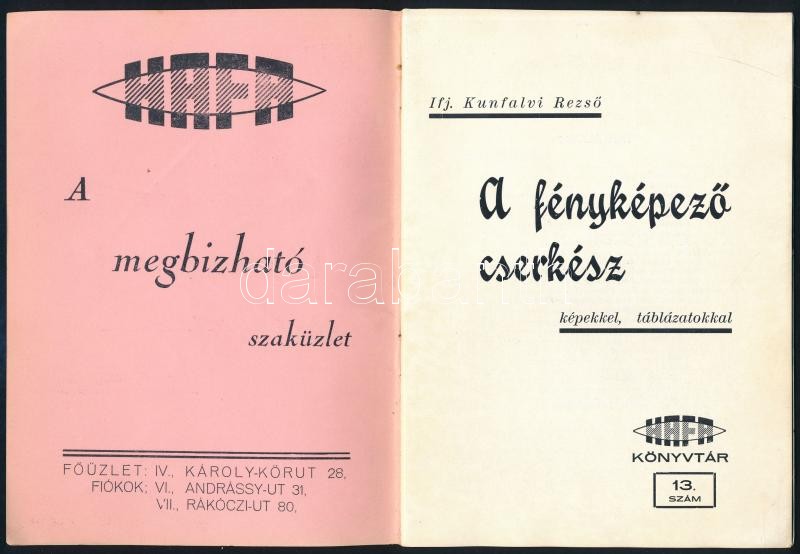 HAFA
A
megbizható
szaküzlet
FŐÜZLET: IV., KÁROLY-KÖRUT 28,
FIÓKOK; VI., ANDRÁSSY-UT 31,
VII., RÁKÓCZI-UT 80,
Ifj. Kunfalvi Rezső
A fényképező
cserkész
képekkel, táblázatokkal
HAFA
KÖNYVTÁR
13.
SZÁM
darabanth